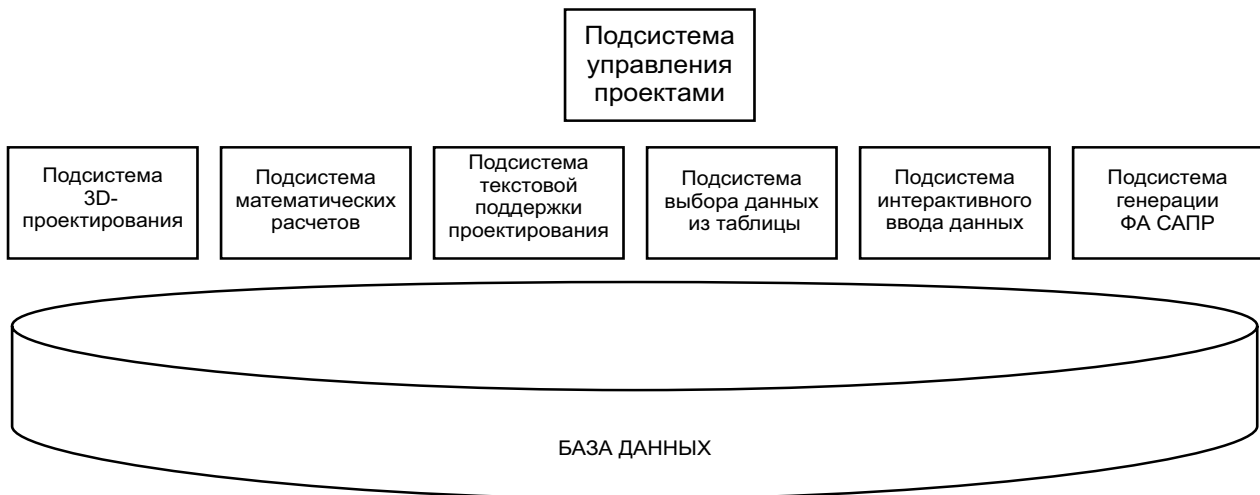 Подсистема
управления
проектами
Подсистема
3D-
проектирования
Подсистема
математических
расчетов
Подсистема
текстовой
поддержки
проектирования
Подсистема
выбора данных
из таблицы
Подсистема
интерактивного
ввода данных
Подсистема
генерации
ФА САПР
БАЗА ДАННЫХ